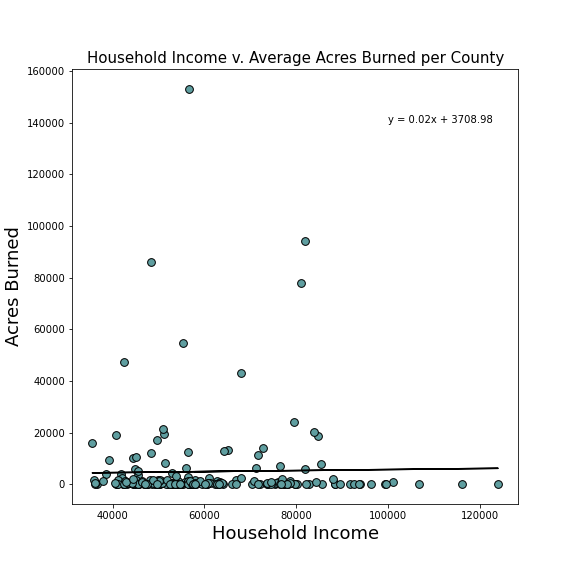 Household Income v. Average Acres Burned per County
160000
140000
120000
100000
80000
60000
40000
20000
0
Acres Burned
y = 0.02x + 3708.98
40000 60000 80000 100000 120000
Household Income